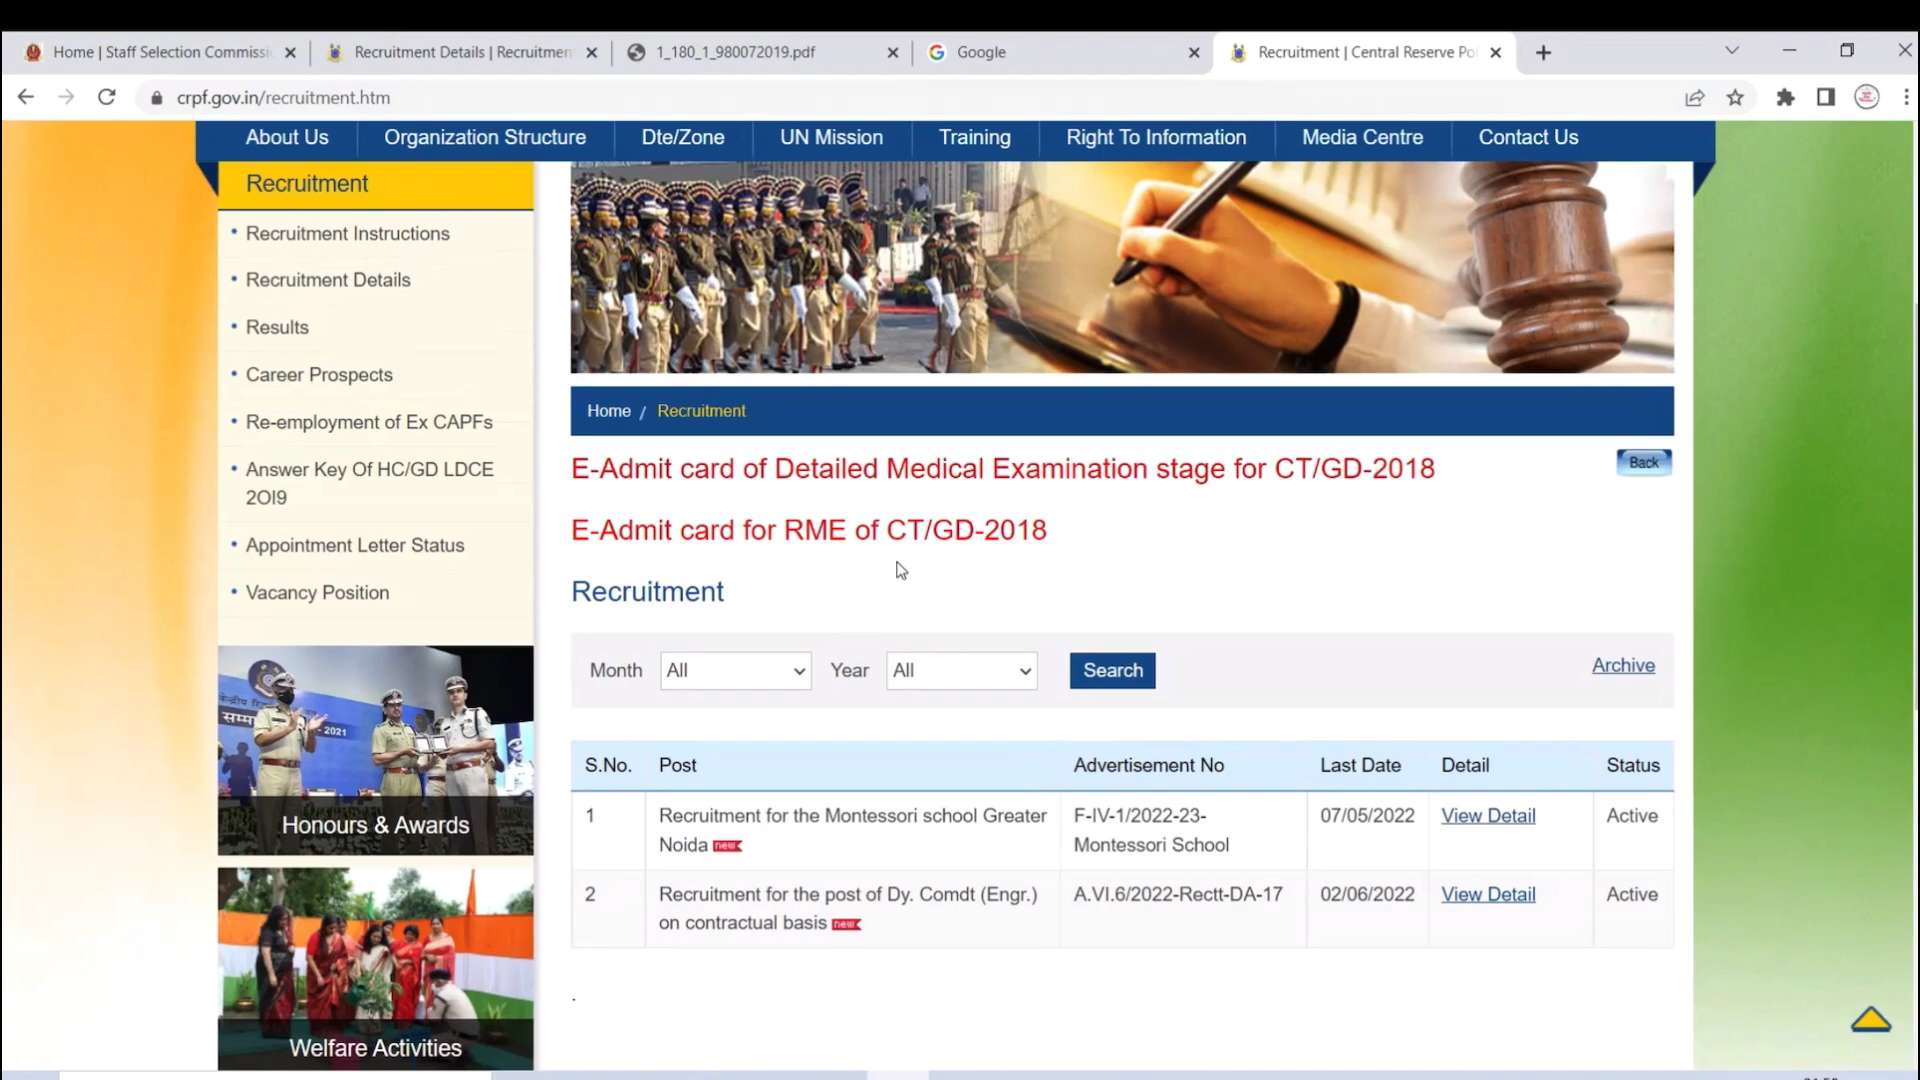 Home | Staff Selection Commissi
Recruitment Details | Recruitmen
1_180_1_980072019.pdf
Google
Recruitment | Central Reserve Pol
crpf.gov.in/recruitment.htm
About Us
Organization Structure
Dte/Zone
UN Mission
Training
Right To Information
Media Centre
Contact Us
Recruitment
Recruitment Instructions
Recruitment Details
Results
Career Prospects
Re-employment of Ex CAPFs
Answer Key Of HC/GD LDCE
2OI9
Appointment Letter Status
Vacancy Position
2021
Honours & Awards
Welfare Activities
Home / Recruitment
E-Admit card of Detailed Medical Examination stage for CT/GD-2018
Back
E-Admit card for RME of CT/GD-2018
Recruitment
Month All Year All Search Archive
S.No. Post Advertisement No Last Date Detail Status
1 Recruitment for the Montessori school Greater F-IV-1/2022-23- 07/05/2022 View Detail Active
Noida new Montessori School
2 Recruitment for the post of Dy. Comdt (Engr.) A.VI.6/2022-Rectt-DA-17 02/06/2022 View Detail Active
on contractual basis new
.